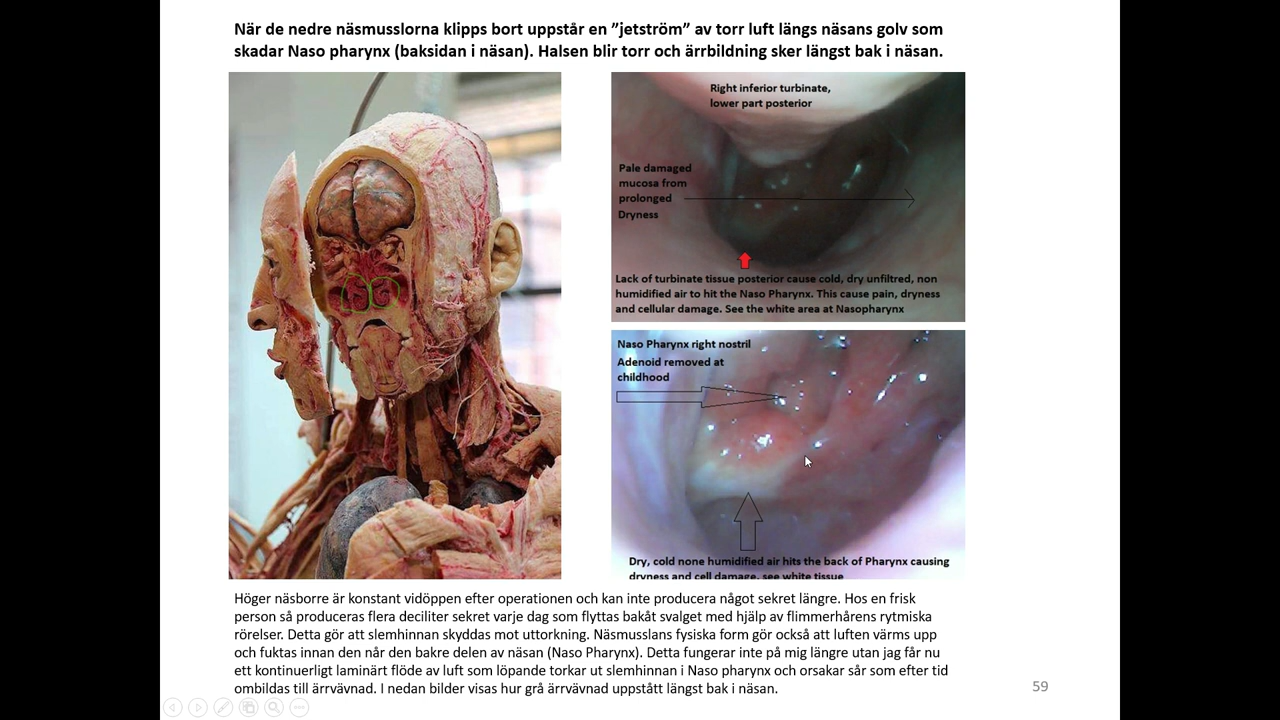 När de nedre näsmusslorna klipps bort uppstår en ”jetström” av torr luft längs näsans golv som
skadar Naso pharynx (baksidan i näsan). Halsen blir torr och ärrbildning sker längst bak i näsan.
Right inferior turbinate,
lower part posterior
Pale damaged
mucosa from
prolonged
Dryness
Lack of turbinate tissue posterior cause cold, dry unfiltred, non
humidified air to hit the Naso Pharynx. This cause pain, dryness
and cellular damage. See the white area at Nasopharynx
Naso Pharynx right nostril
Adenoid removed at
childhood
Dry, cold none humidified air hits the back of Pharynx causing
dryness and cell damage, see white tissue
Höger näsborre är konstant vidöppen efter operationen och kan inte producera något sekret längre. Hos en frisk
person så produceras flera deciliter sekret varje dag som flyttas bakåt svalget med hjälp av flimmerhårens rytmiska
rörelser. Detta gör att slemhinnan skyddas mot uttorkning. Näsmusslans fysiska form gör också att luften värms upp
och fuktas innan den når den bakre delen av näsan (Naso Pharynx). Detta fungerar inte på mig längre utan jag får nu
ett kontinuerligt laminärt flöde av luft som löpande torkar ut slemhinnan i Naso pharynx och orsakar sår som efter tid
ombildas till ärrvävnad. I nedan bilder visas hur grå ärrvävnad uppstått längst bak i näsan.
59